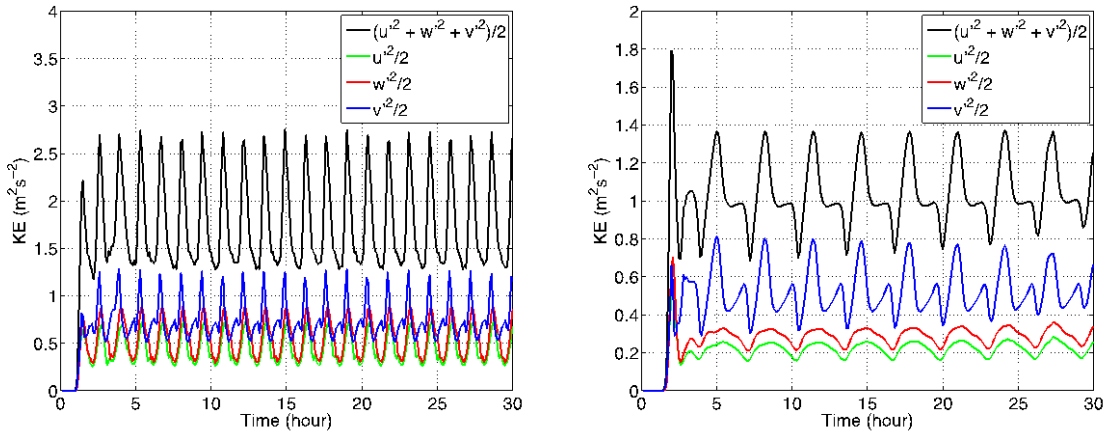 4
3.5
3
2.5
2
1.5
1
0.5
0
KE (m²s⁻²)
0 5 10 15 20 25 30
Time (hour)
(u'² + w'² + v'²)/2
u'²/2
w'²/2
v'²/2
2
1.8
1.6
1.4
1.2
1
0.8
0.6
0.4
0.2
0
KE (m²s⁻²)
0 5 10 15 20 25 30
Time (hour)
(u'² + w'² + v'²)/2
u'²/2
w'²/2
v'²/2